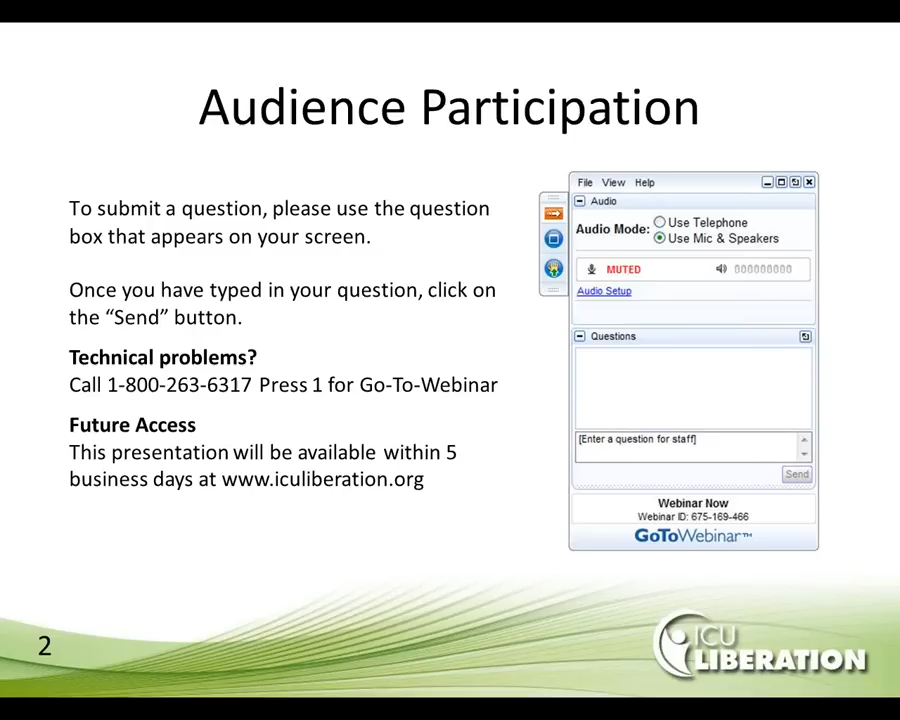 Audience Participation
To submit a question, please use the question
box that appears on your screen.
Once you have typed in your question, click on
the “Send” button.
Technical problems?
Call 1-800-263-6317 Press 1 for Go-To-Webinar
Future Access
This presentation will be available within 5
business days at www.iculiberation.org
File View Help
Audio
Audio Mode: Use Telephone
Use Mic & Speakers
MUTED 000000000
Audio Setup
Questions
[Enter a question for staff]
Send
Webinar Now
Webinar ID: 675-169-466
GoToWebinar™
2
ICU
LIBERATION